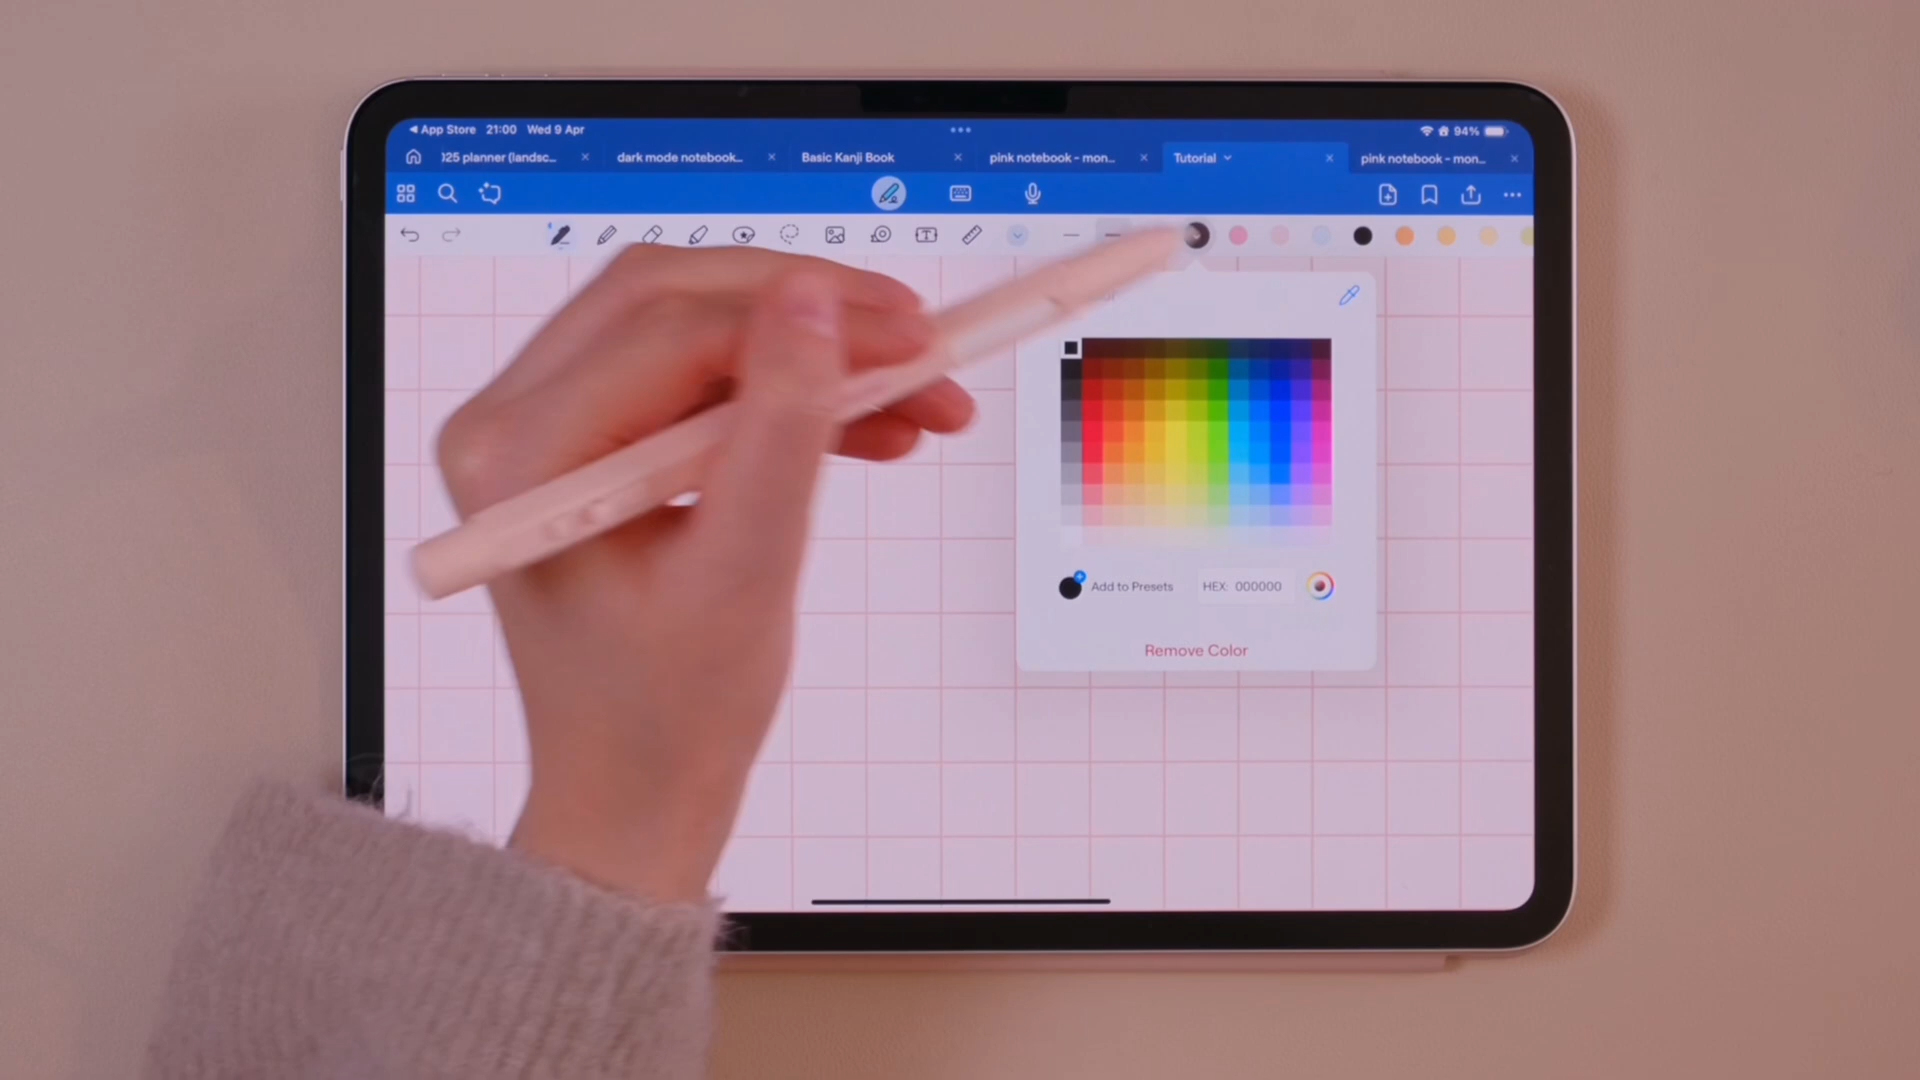 App Store 21:00 Wed 9 Apr 94%
025 planner (landsc...
dark mode notebook...
Basic Kanji Book
pink notebook - mon...
Tutorial
pink notebook - mon...
Add to Presets
HEX: 000000
Remove Color